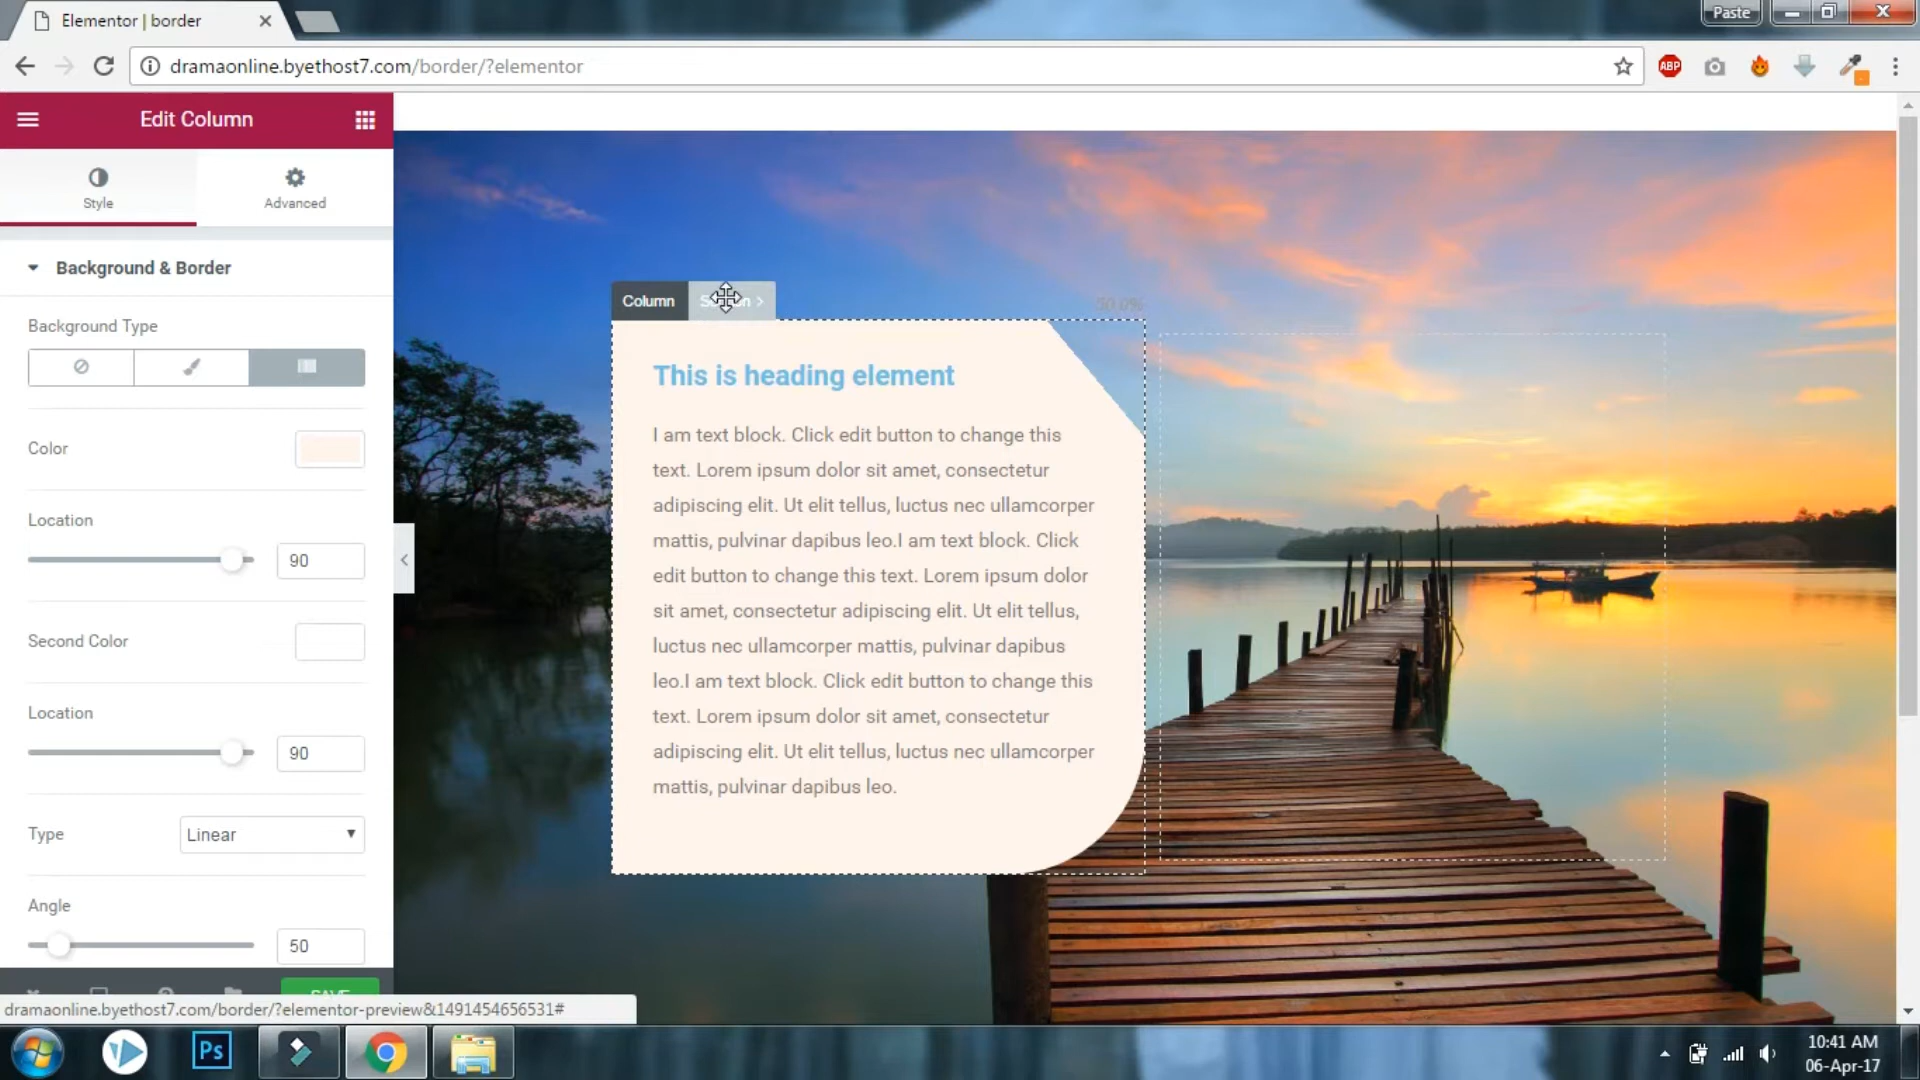 Elementor | border
Paste
dramaonline.byethost7.com/border/?elementor
ABP
Edit Column
Style
Advanced
Background & Border
Background Type
Color
Location
90
Second Color
Location
90
Type
Linear
Angle
50
Column
50.0%
This is heading element
I am text block. Click edit button to change this
text. Lorem ipsum dolor sit amet, consectetur
adipiscing elit. Ut elit tellus, luctus nec ullamcorper
mattis, pulvinar dapibus leo.I am text block. Click
edit button to change this text. Lorem ipsum dolor
sit amet, consectetur adipiscing elit. Ut elit tellus,
luctus nec ullamcorper mattis, pulvinar dapibus
leo.I am text block. Click edit button to change this
text. Lorem ipsum dolor sit amet, consectetur
adipiscing elit. Ut elit tellus, luctus nec ullamcorper
mattis, pulvinar dapibus leo.
SAVE
dramaonline.byethost7.com/border/?elementor-preview&1491454656531#
Ps
10:41 AM
06-Apr-17